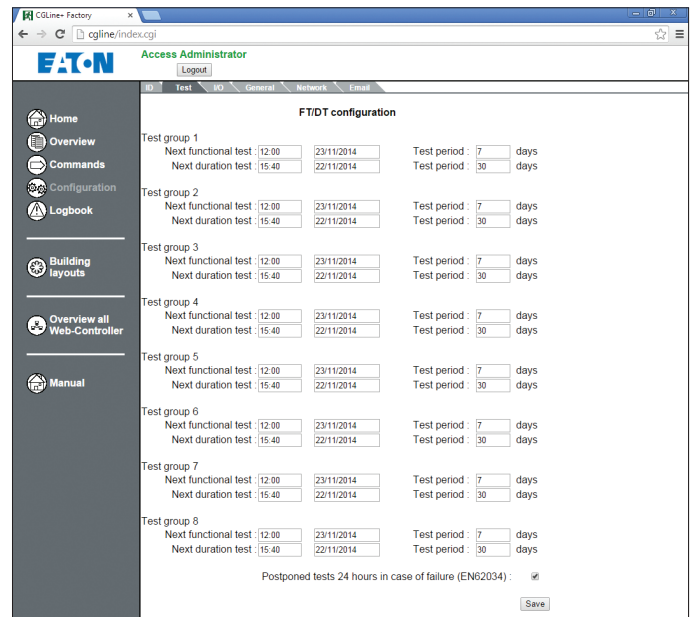 CGLine+ Factory
cgline/index.cgi
EATON
Access Administrator
Logout
ID Test I/O General Network Email
Home
Overview
Commands
Configuration
Logbook
Building
layouts
Overview all
Web-Controller
Manual
FT/DT configuration
Test group 1
Next functional test : 12:00 23/11/2014 Test period : 7 days
Next duration test : 15:40 22/11/2014 Test period : 30 days
Test group 2
Next functional test : 12:00 23/11/2014 Test period : 7 days
Next duration test : 15:40 22/11/2014 Test period : 30 days
Test group 3
Next functional test : 12:00 23/11/2014 Test period : 7 days
Next duration test : 15:40 22/11/2014 Test period : 30 days
Test group 4
Next functional test : 12:00 23/11/2014 Test period : 7 days
Next duration test : 15:40 22/11/2014 Test period : 30 days
Test group 5
Next functional test : 12:00 23/11/2014 Test period : 7 days
Next duration test : 15:40 22/11/2014 Test period : 30 days
Test group 6
Next functional test : 12:00 23/11/2014 Test period : 7 days
Next duration test : 15:40 22/11/2014 Test period : 30 days
Test group 7
Next functional test : 12:00 23/11/2014 Test period : 7 days
Next duration test : 15:40 22/11/2014 Test period : 30 days
Test group 8
Next functional test : 12:00 23/11/2014 Test period : 7 days
Next duration test : 15:40 22/11/2014 Test period : 30 days
Postponed tests 24 hours in case of failure (EN62034) :
Save